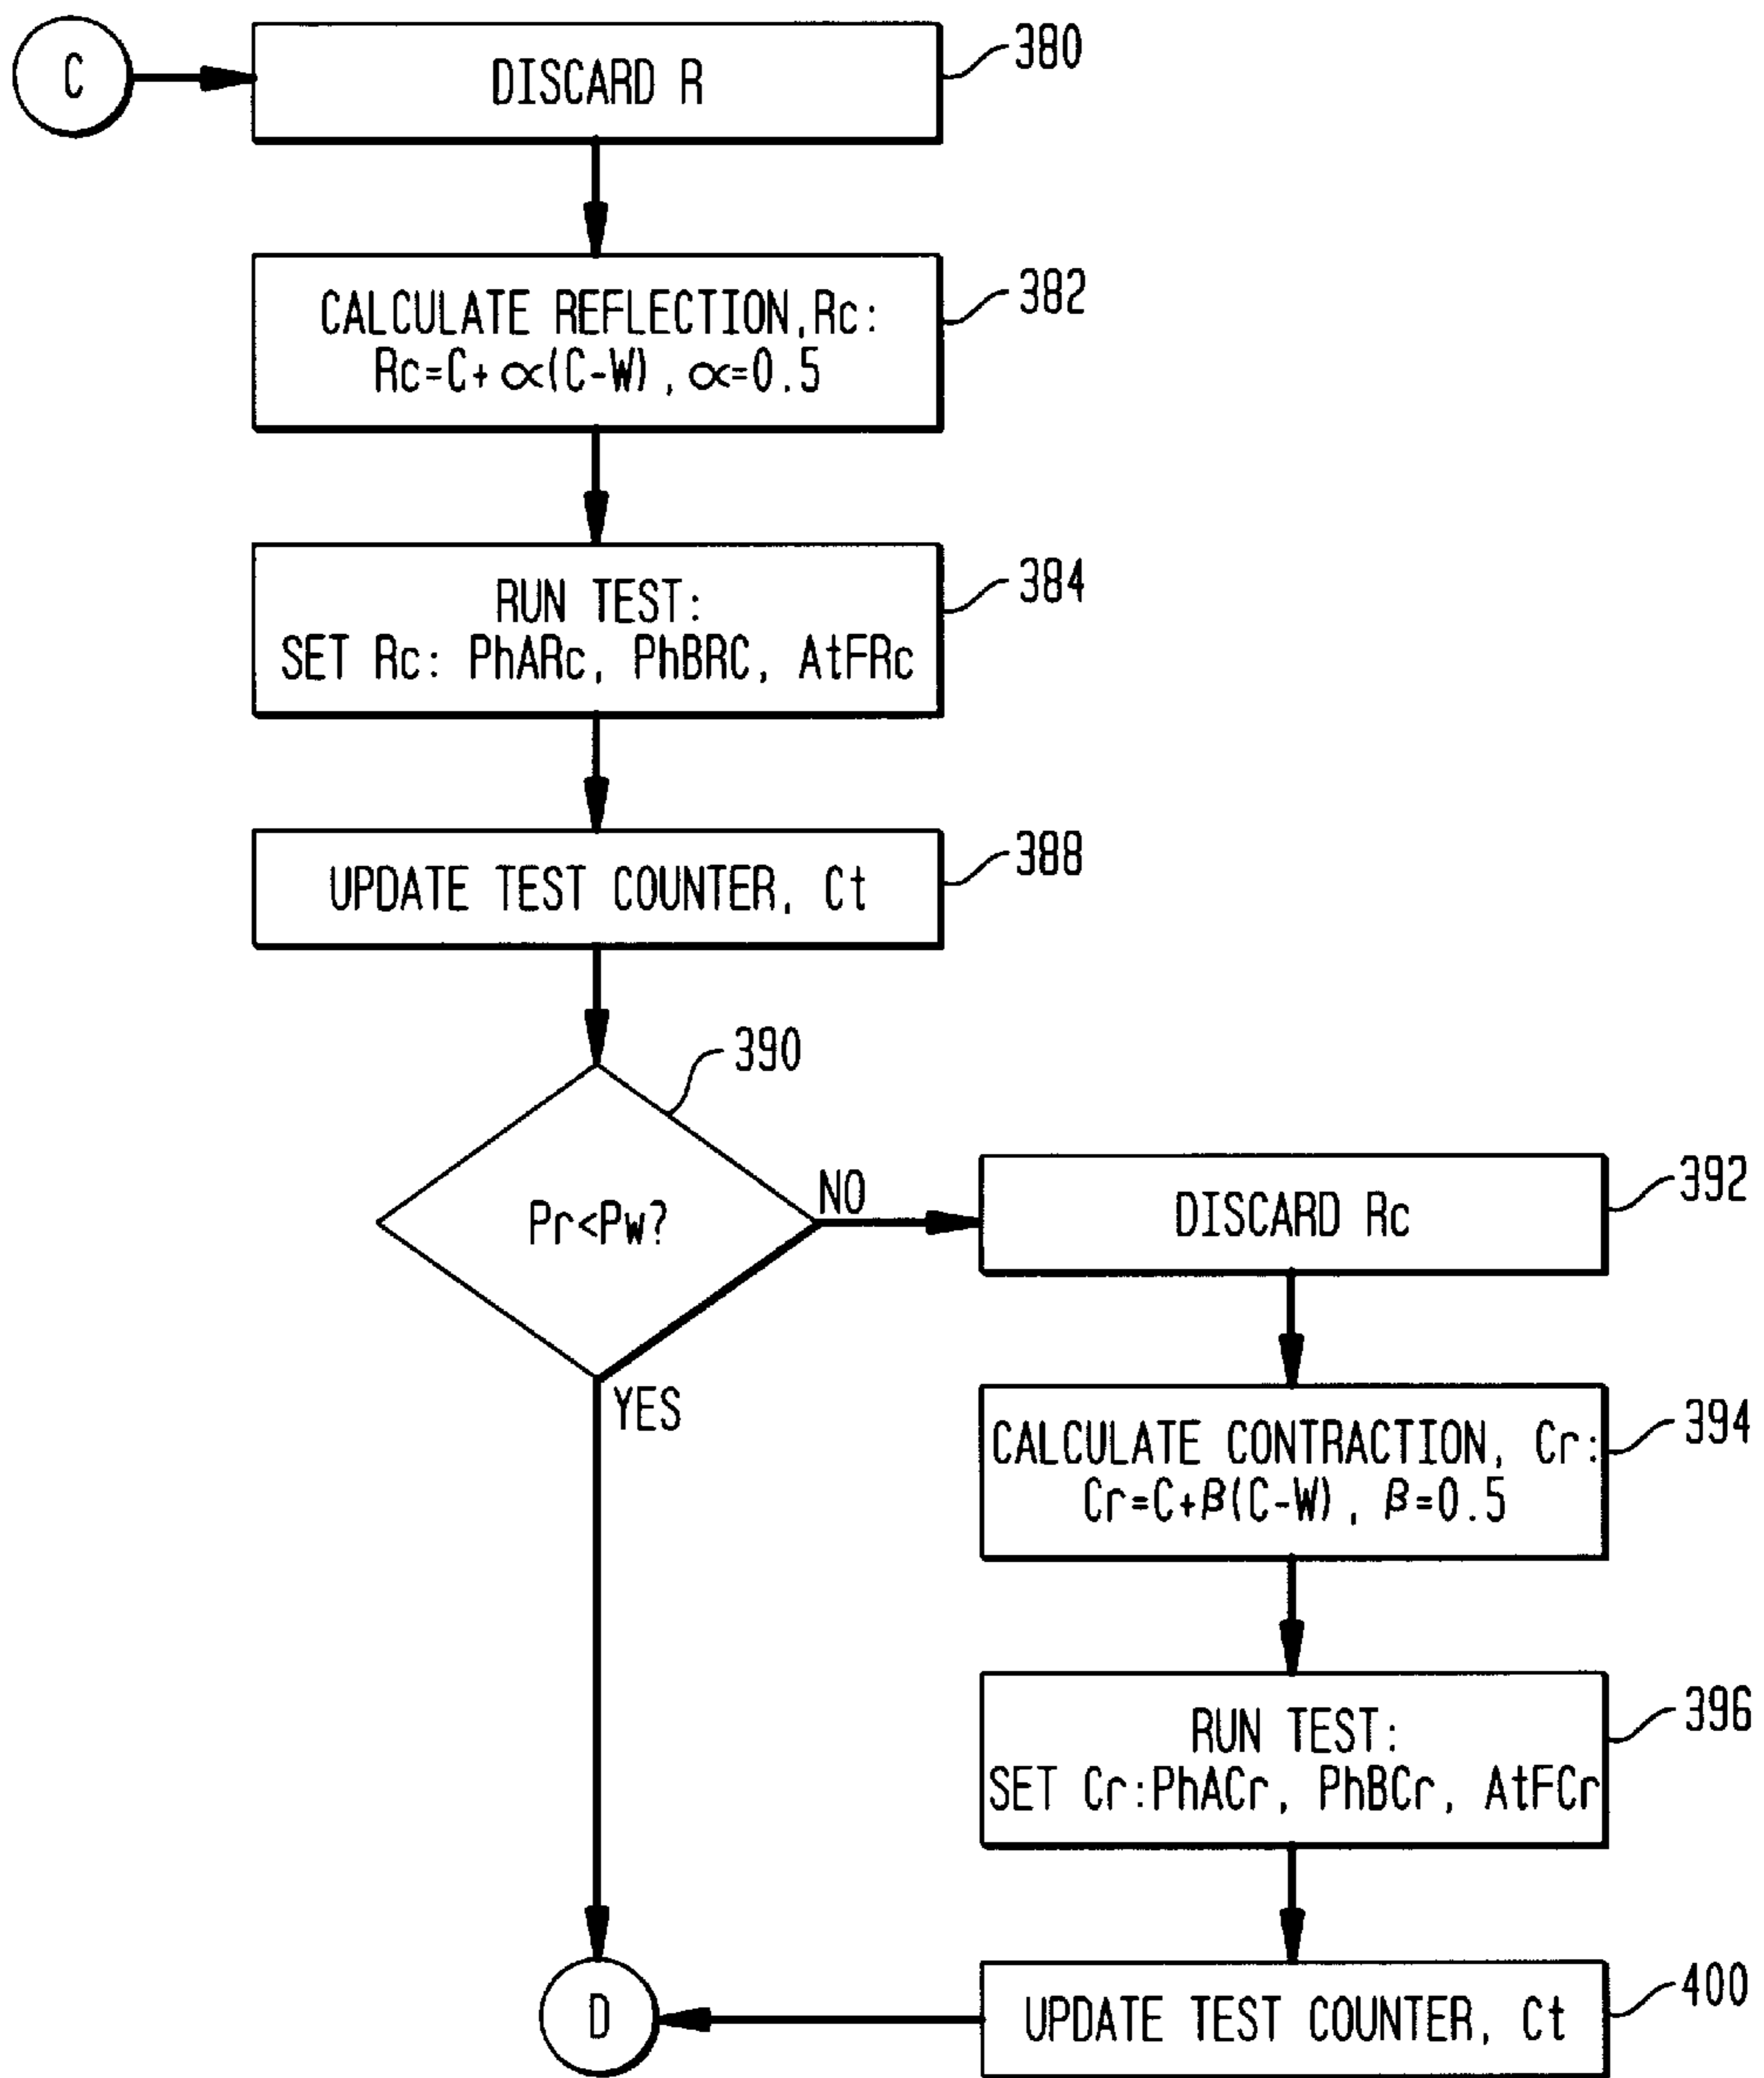 C
DISCARD R
380
CALCULATE REFLECTION, Rc:
Rc=C+ ∝(C-W), ∝=0.5
382
RUN TEST:
SET Rc: PhARc, PhBRC, AtFRc
384
UPDATE TEST COUNTER, Ct
388
390
Pr<Pw?
NO
YES
DISCARD Rc
392
CALCULATE CONTRACTION, Cr:
Cr=C+β(C-W), β=0.5
394
RUN TEST:
SET Cr:PhACr, PhBCr, AtFCr
396
UPDATE TEST COUNTER, Ct
400
D